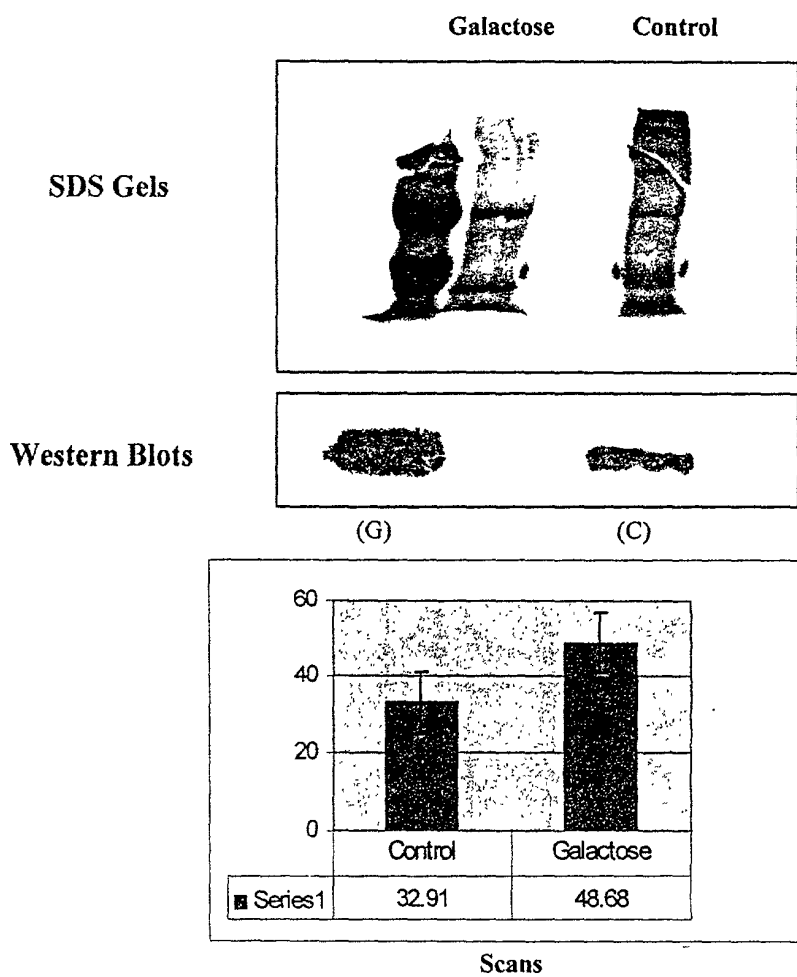 Galactose Control
SDS Gels
Western Blots
(G) (C)
60
40
20
0
Control Galactose
Series1 32.91 48.68
Scans